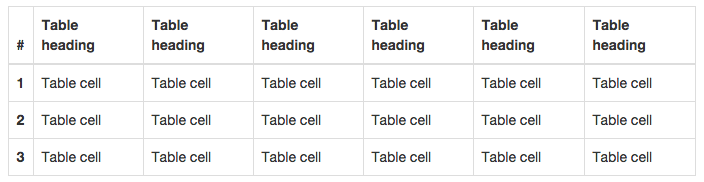 # Table heading Table heading Table heading Table heading Table heading Table heading
1 Table cell Table cell Table cell Table cell Table cell Table cell
2 Table cell Table cell Table cell Table cell Table cell Table cell
3 Table cell Table cell Table cell Table cell Table cell Table cell